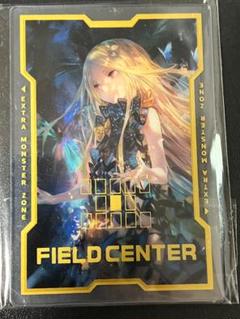 ◀ EXTRA MONSTER ZONE
EXTRA MONSTER ZONE ▶
FIELD CENTER